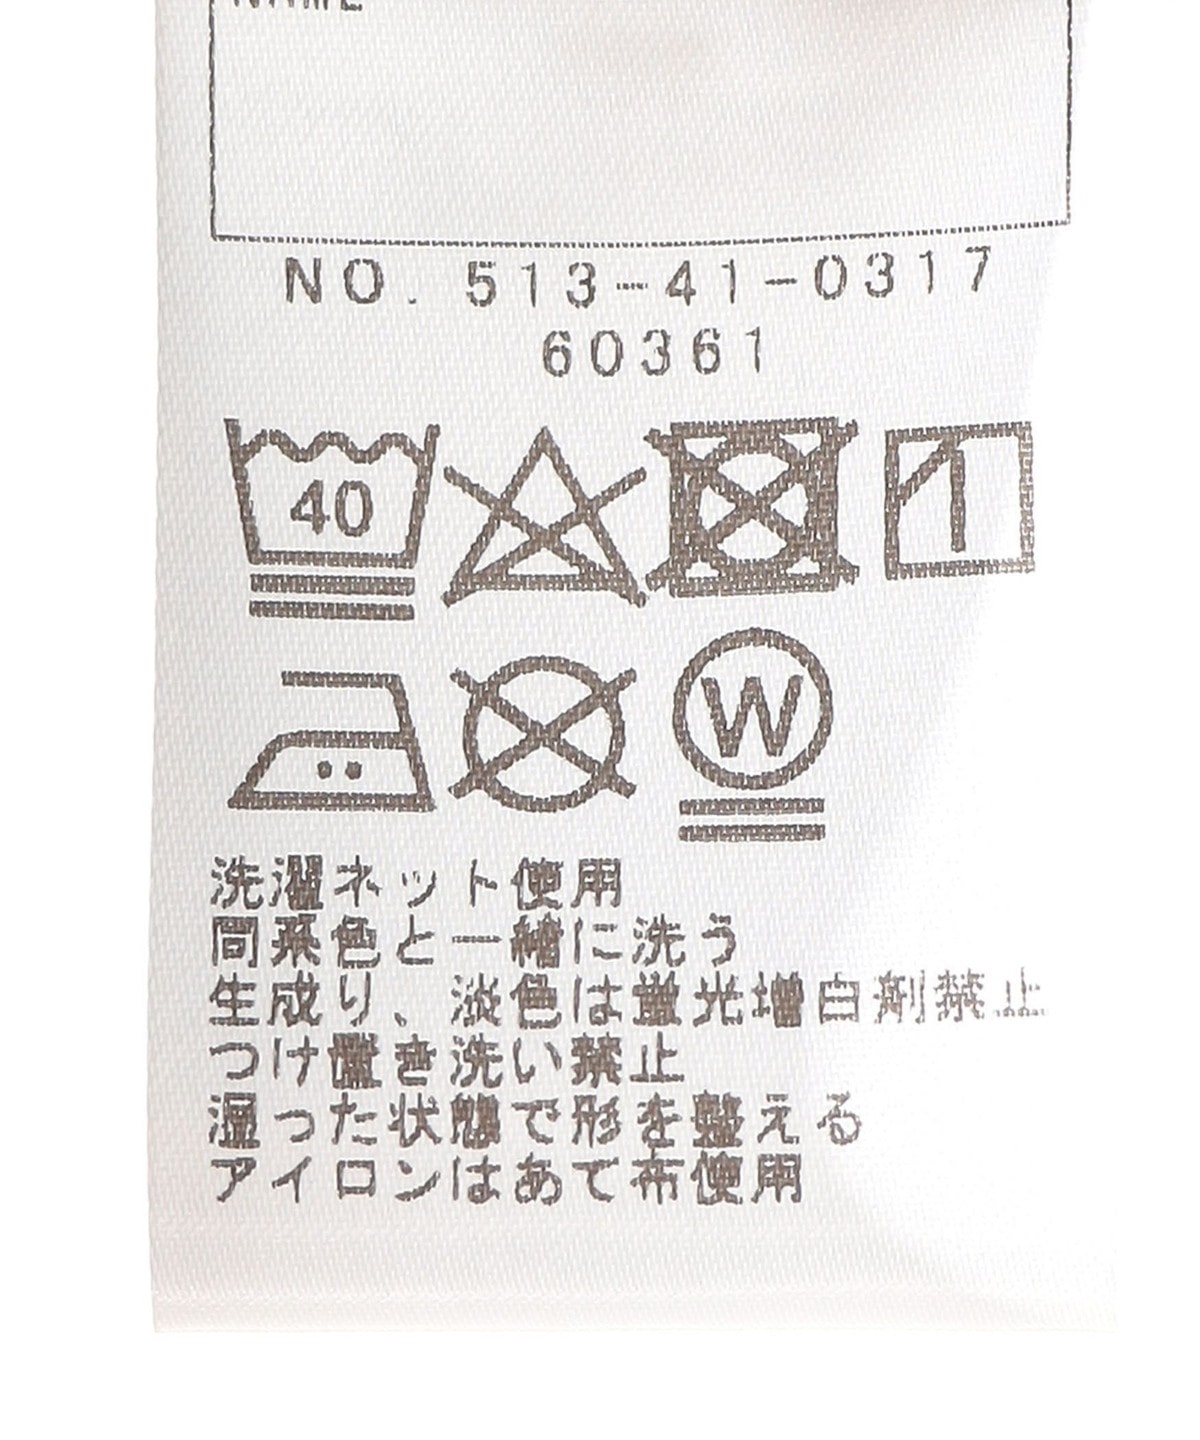 NAME
NO. 513-41-0317
60361
40
W
洗濯ネット使用
同系色と一緒に洗う
生成り、淡色は蛍光増白剤禁止
つけ置き洗い禁止
湿った状態で形を整える
アイロンはあて布使用